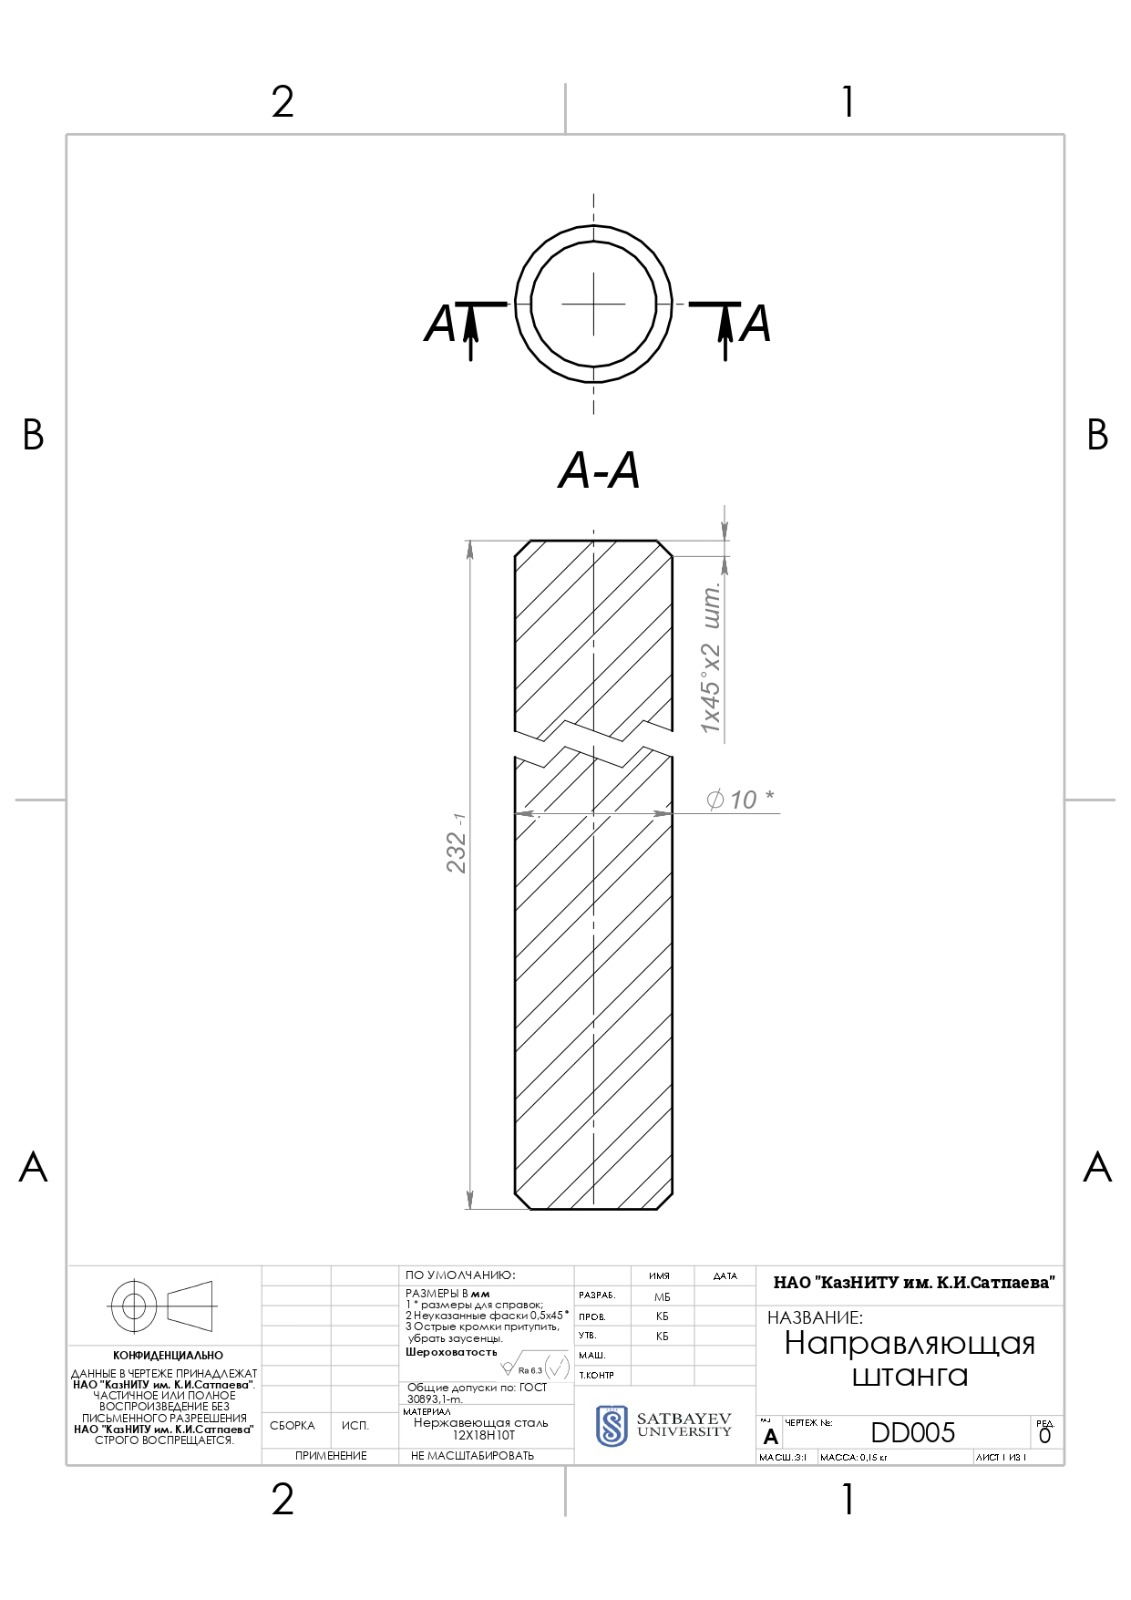 2 1
A A
B B
A-A
1x45°x2 шт.
⌀10 *
232 -1
A A
ПО УМОЛЧАНИЮ:
РАЗМЕРЫ В мм
1 * размеры для справок;
2 Неуказанные фаски 0,5х45°
3 Острые кромки притупить,
убрать заусенцы.
Шероховатость
Ra 6.3
Общие допуски по: ГОСТ
30893,1-m.
МАТЕРИАЛ
Нержавеющая сталь
12Х18Н10Т
НЕ МАСШТАБИРОВАТЬ
КОНФИДЕНЦИАЛЬНО
ДАННЫЕ В ЧЕРТЕЖЕ ПРИНАДЛЕЖАТ
НАО "КазНИТУ им. К.И.Сатпаева".
ЧАСТИЧНОЕ ИЛИ ПОЛНОЕ
ВОСПРОИЗВЕДЕНИЕ БЕЗ
ПИСЬМЕННОГО РАЗРЕЕШЕНИЯ
НАО "КазНИТУ им. К.И.Сатпаева"
СТРОГО ВОСПРЕЩАЕТСЯ.
СБОРКА ИСП.
ПРИМЕНЕНИЕ
ИМЯ ДАТА
РАЗРАБ. МБ
ПРОВ. КБ
УТВ. КБ
МАШ.
Т.КОНТР
SATBAYEV
UNIVERSITY
НАО "КазНИТУ им. К.И.Сатпаева"
НАЗВАНИЕ:
Направляющая
штанга
A ЧЕРТЕЖ №: DD005 РЕД. 0
МАСШ.:3:1 МАССА: 0,15 кг ЛИСТ 1 ИЗ 1
2 1